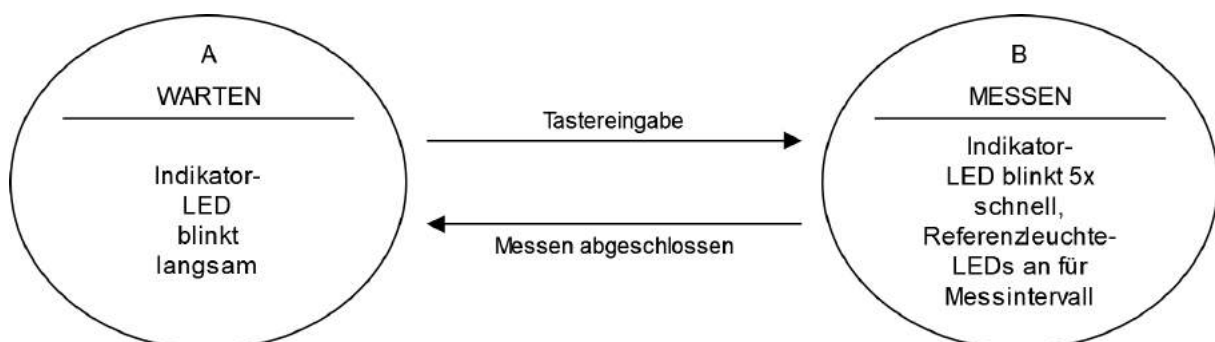 A
WARTEN
Indikator-
LED
blinkt
langsam
Tastereingabe
Messen abgeschlossen
B
MESSEN
Indikator-
LED blinkt 5x
schnell,
Referenzleuchte-
LEDs an für
Messintervall